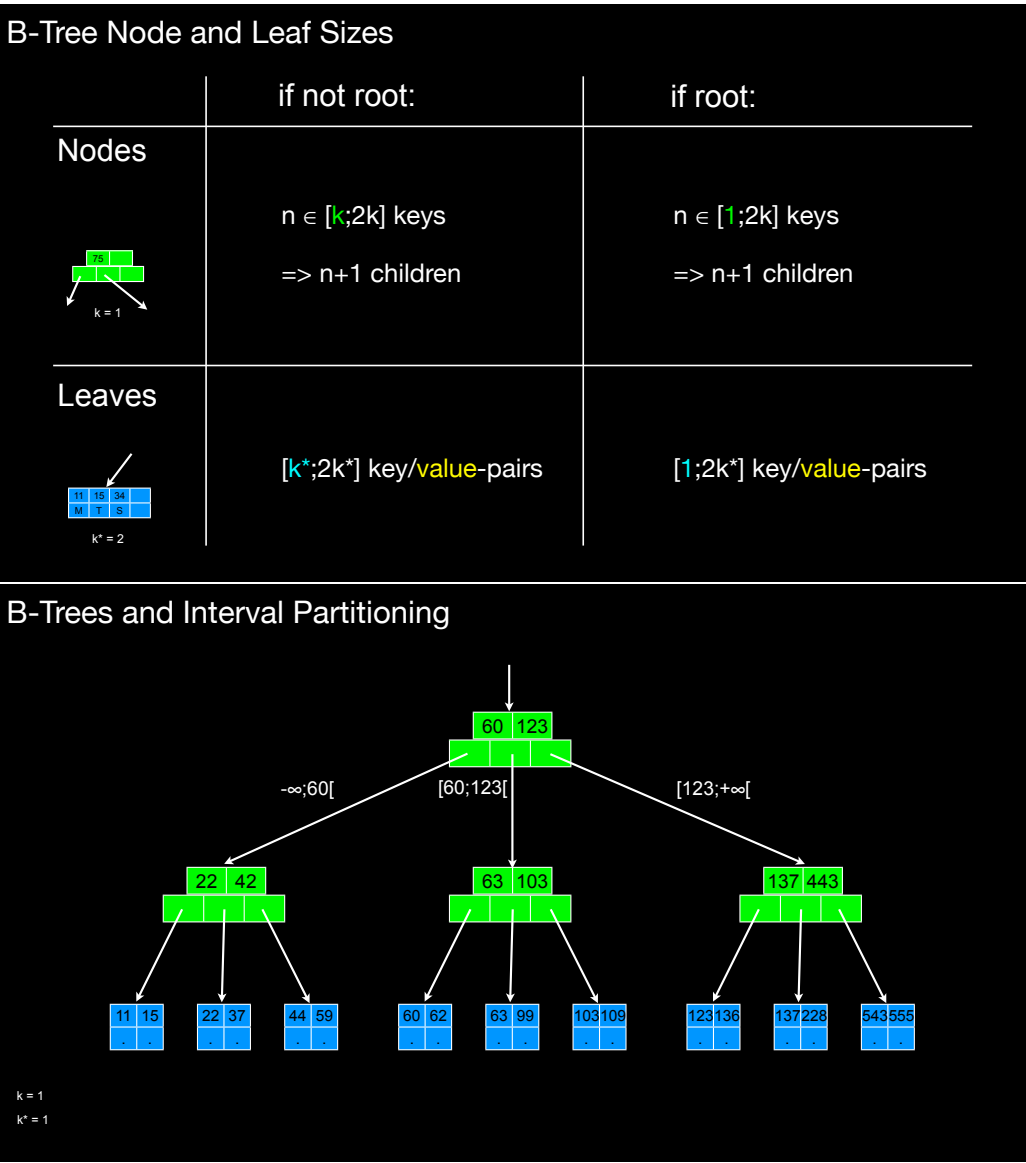 B-Tree Node and Leaf Sizes
if not root:
if root:
Nodes
n ∈ [k;2k] keys
n ∈ [1;2k] keys
75
=> n+1 children
=> n+1 children
k = 1
Leaves
[k*;2k*] key/value-pairs
[1;2k*] key/value-pairs
11 15 34
M T S
k* = 2
B-Trees and Interval Partitioning
60 123
-∞;60[
[60;123[
[123;+∞[
22 42
63 103
137 443
11 15
22 37
44 59
60 62
63 99
103 109
123 136
137 228
543 555
. .
. .
. .
. .
. .
. .
. .
. .
. .
k = 1
k* = 1